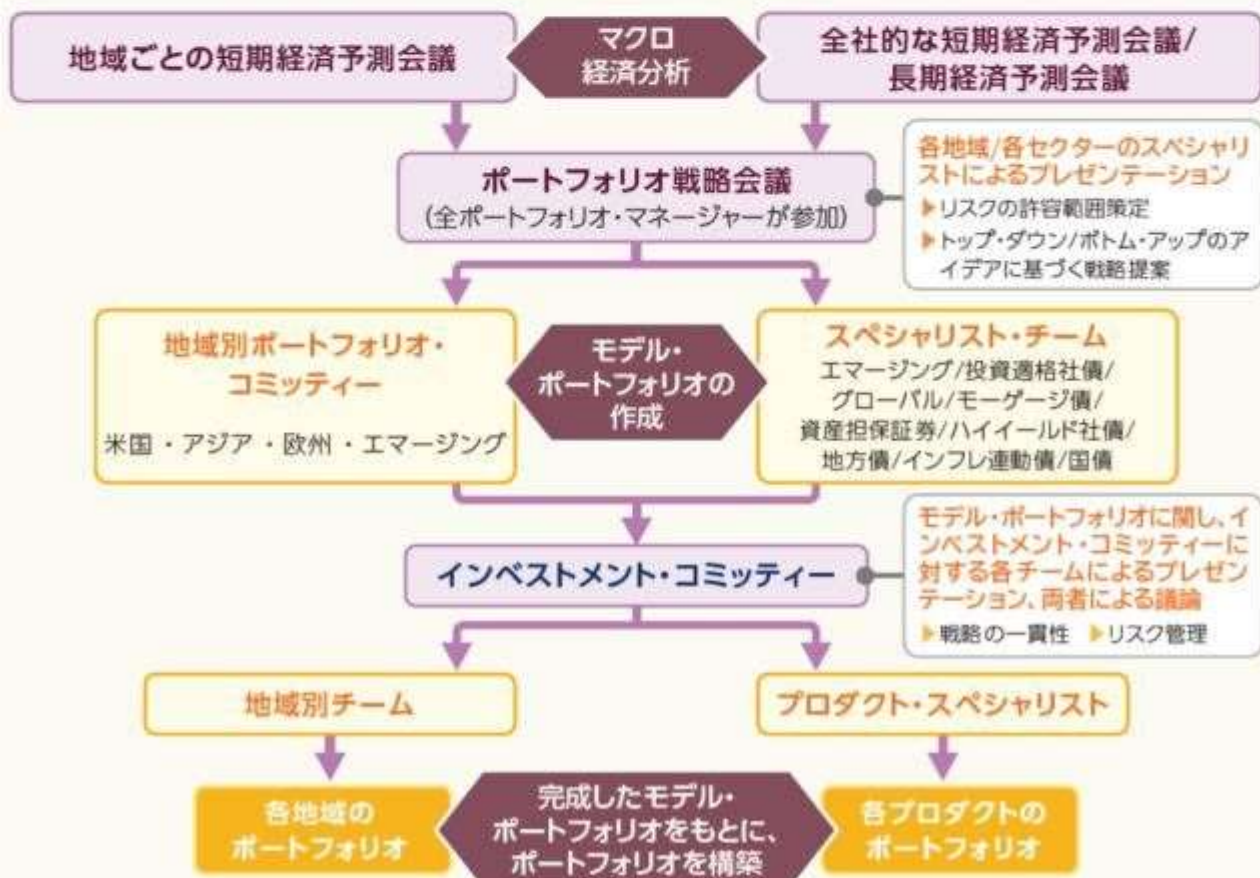 地域ごとの短期経済予測会議
マクロ
経済分析
全社的な短期経済予測会議/
長期経済予測会議
ポートフォリオ戦略会議
(全ポートフォリオ・マネージャーが参加)
各地域/各セクターのスペシャリ
ストによるプレゼンテーション
▶リスクの許容範囲策定
▶トップ・ダウン/ボトム・アップのア
イデアに基づく戦略提案
地域別ポートフォリオ・
コミッティー
米国・アジア・欧州・エマージング
モデル・
ポートフォリオの
作成
スペシャリスト・チーム
エマージング/投資適格社債/
グローバル/モーゲージ債/
資産担保証券/ハイイールド社債/
地方債/インフレ連動債/国債
インベストメント・コミッティー
モデル・ポートフォリオに関し、イ
ンベストメント・コミッティーに
対する各チームによるプレゼン
テーション、両者による議論
▶戦略の一貫性 ▶リスク管理
地域別チーム
プロダクト・スペシャリスト
各地域の
ポートフォリオ
完成したモデル・
ポートフォリオをもとに、
ポートフォリオを構築
各プロダクトの
ポートフォリオ